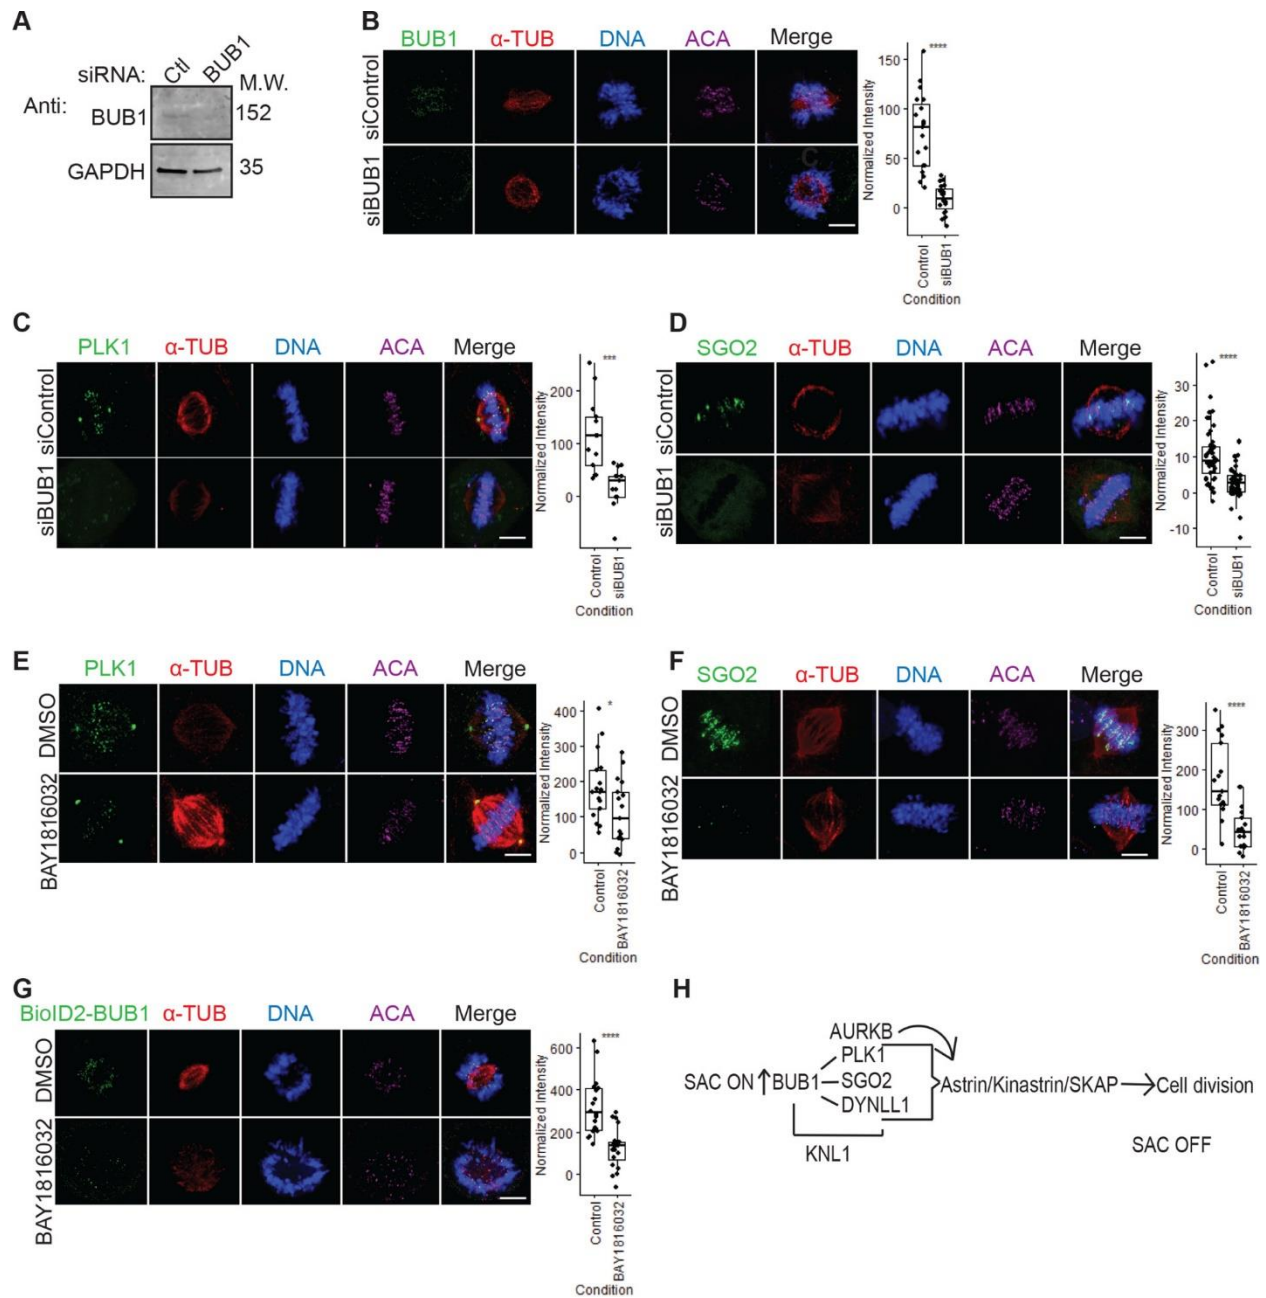 A
siRNA: Ctl BUB1 M.W.
Anti:
BUB1 152
GAPDH 35
B
BUB1 α-TUB DNA ACA Merge
siControl
siBUB1
C
Normalized Intensity
150
100
50
0
****
Control
siBUB1
Condition
C
PLK1 α-TUB DNA ACA Merge
siControl
siBUB1
Normalized Intensity
200
100
0
***
Control
siBUB1
Condition
D
SGO2 α-TUB DNA ACA Merge
siControl
siBUB1
Normalized Intensity
30
20
10
0
-10
****
Control
siBUB1
Condition
E
PLK1 α-TUB DNA ACA Merge
DMSO
BAY1816032
Normalized Intensity
400
300
200
100
0
*
Control
BAY1816032
Condition
F
SGO2 α-TUB DNA ACA Merge
DMSO
BAY1816032
Normalized Intensity
300
200
100
0
****
Control
BAY1816032
Condition
G
BioID2-BUB1 α-TUB DNA ACA Merge
DMSO
BAY1816032
Normalized Intensity
600
400
200
0
****
Control
BAY1816032
Condition
H
AURKB
PLK1
SAC ON ↑BUB1 SGO2 Astrin/Kinastrin/SKAP → Cell division
DYNLL1
KNL1
SAC OFF